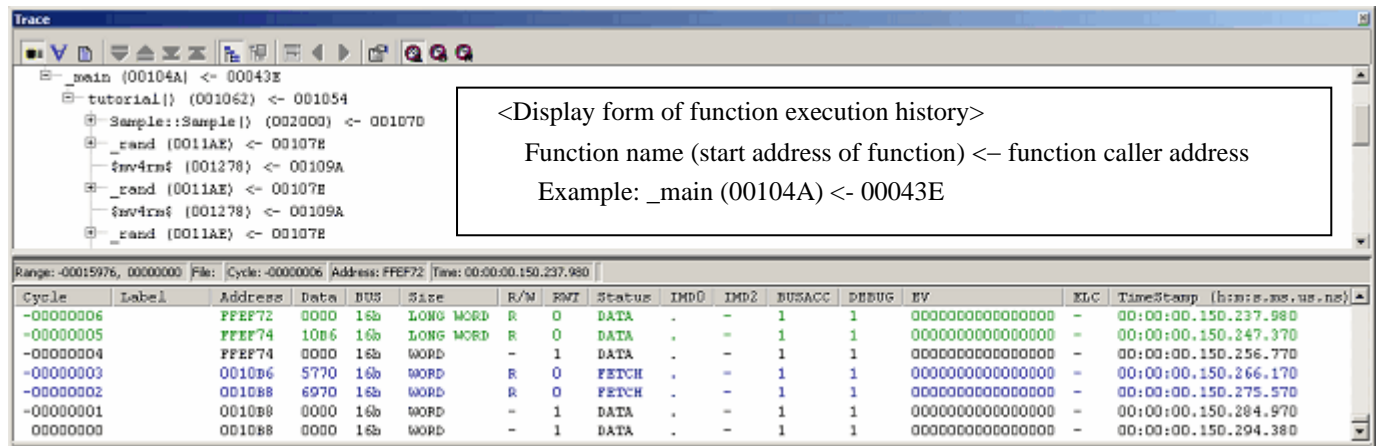 Trace
_main (00104A) <- 00043E
tutorial() (001062) <- 001054
Sample::Sample() (002000) <- 001070
_rand (0011AE) <- 00107E
$mv4rm$ (001278) <- 00109A
_rand (0011AE) <- 00107E
$mv4rm$ (001278) <- 00109A
_rand (0011AE) <- 00107E
<Display form of function execution history>
Function name (start address of function) <– function caller address
Example: _main (00104A) <- 00043E
Range: -00015976, 00000000 File: Cycle: -00000006 Address: FFEF72 Time: 00:00:00.150.237.980
Cycle Label Address Data BUS Size R/W RWT Status IMD0 IMD2 BUSACC DEBUG EV ELC TimeStamp (h:m:s.ms.us.ns)
-00000006 FFEF72 0000 16b LONG WORD R 0 DATA . - 1 1 0000000000000000 - 00:00:00.150.237.980
-00000005 FFEF74 10B6 16b LONG WORD R 0 DATA . - 1 1 0000000000000000 - 00:00:00.150.247.370
-00000004 FFEF74 0000 16b WORD - 1 DATA . - 1 1 0000000000000000 - 00:00:00.150.256.770
-00000003 0010B6 5770 16b WORD R 0 FETCH . - 1 1 0000000000000000 - 00:00:00.150.266.170
-00000002 0010B8 6970 16b WORD R 0 FETCH . - 1 1 0000000000000000 - 00:00:00.150.275.570
-00000001 0010B8 0000 16b WORD - 1 DATA . - 1 1 0000000000000000 - 00:00:00.150.284.970
00000000 0010B8 0000 16b WORD - 1 DATA . - 1 1 0000000000000000 - 00:00:00.150.294.380